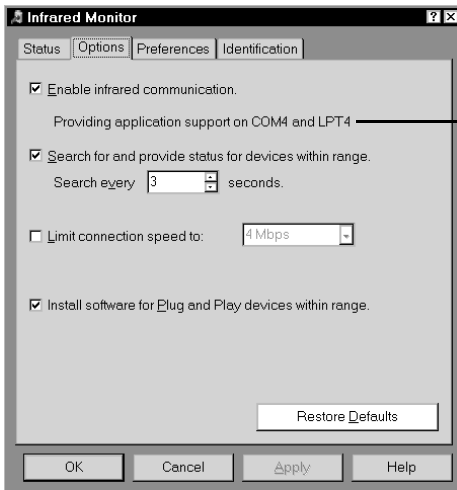 Infrared Monitor
Status Options Preferences Identification
Enable infrared communication.
Providing application support on COM4 and LPT4
Search for and provide status for devices within range.
Search every 3 seconds.
Limit connection speed to: 4 Mbps
Install software for Plug and Play devices within range.
Restore Defaults
OK Cancel Apply Help